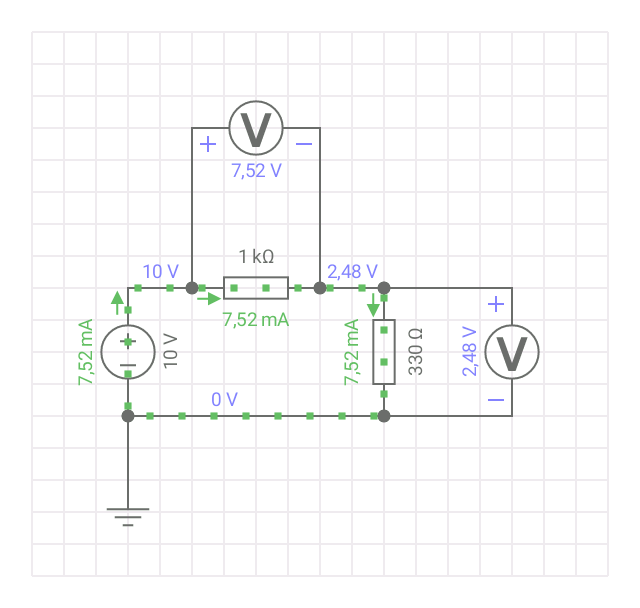 V
+
−
7,52 V
1 kΩ
10 V
2,48 V
7,52 mA
+
V
2,48 V
−
7,52 mA
330 Ω
7,52 mA
+
−
10 V
0 V